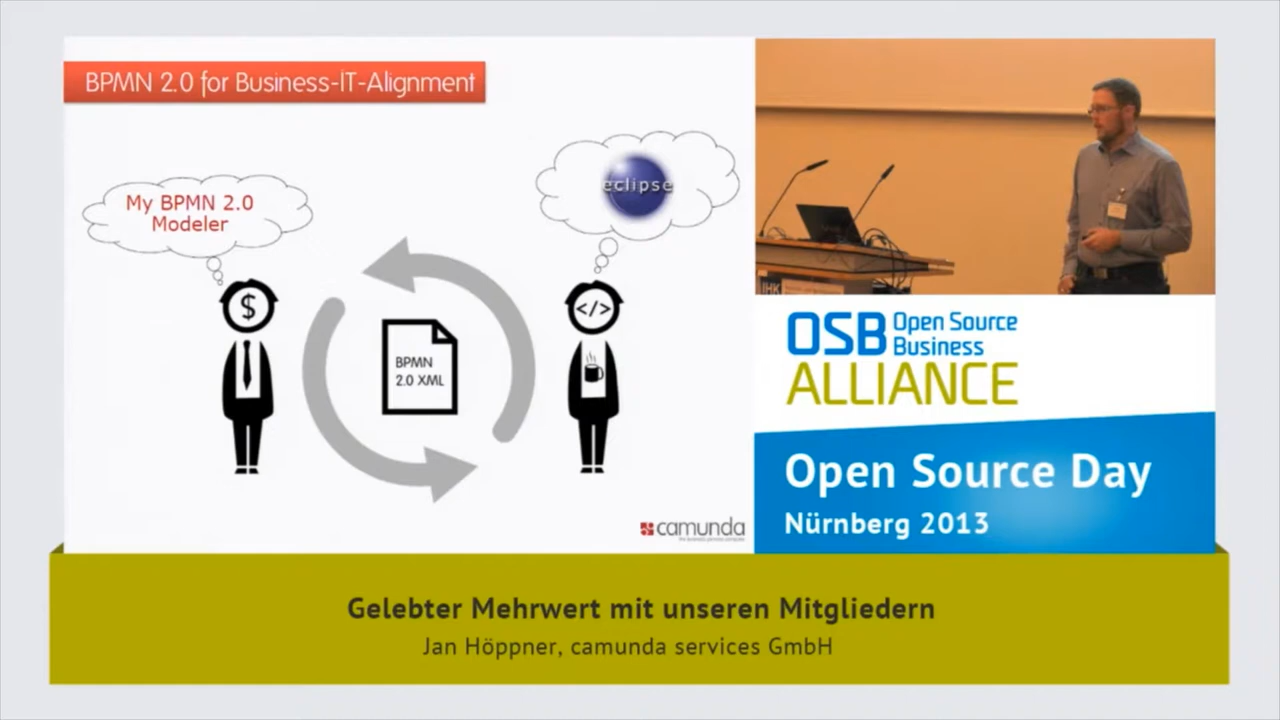 BPMN 2.0 for Business-IT-Alignment
My BPMN 2.0
Modeler
eclipse
$
</>
BPMN
2.0 XML
camunda
IHK
OSB Open Source
Business
ALLIANCE
Open Source Day
Nürnberg 2013
Gelebter Mehrwert mit unseren Mitgliedern
Jan Höppner, camunda services GmbH